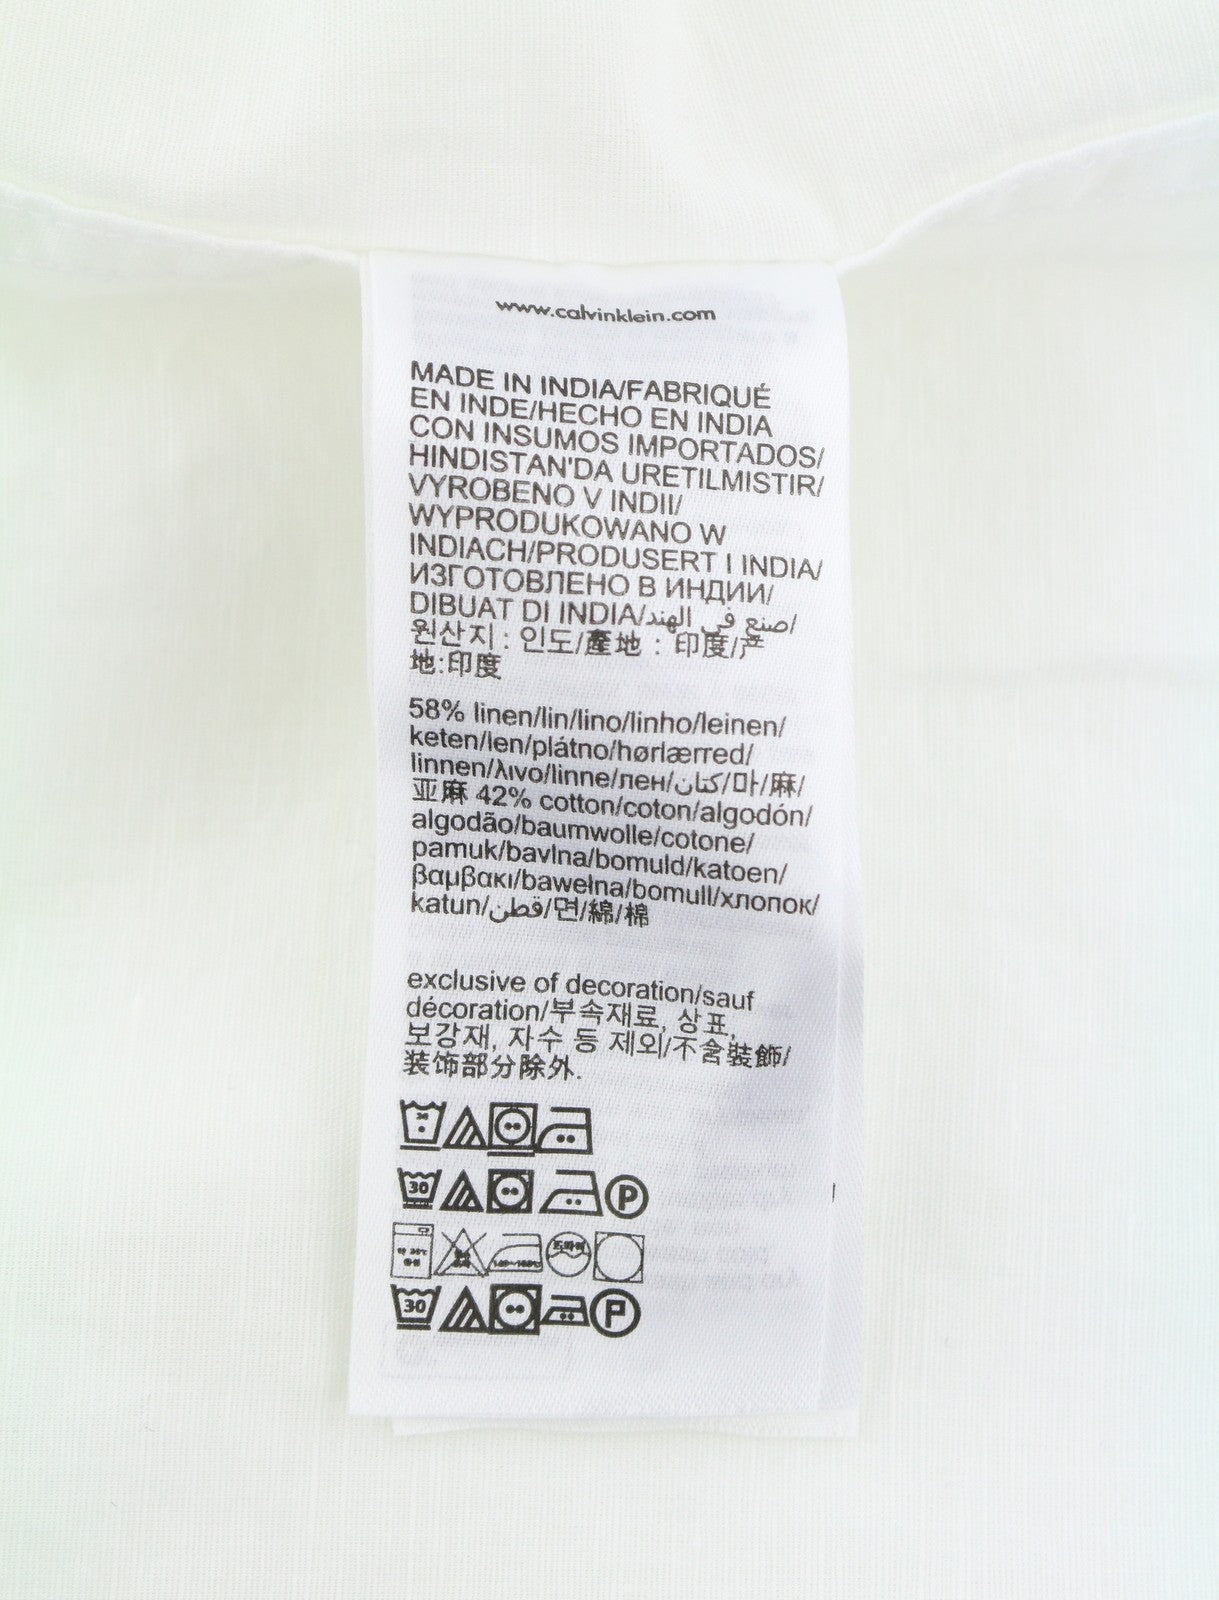 www.calvinklein.com
MADE IN INDIA/FABRIQUÉ
EN INDE/HECHO EN INDIA
CON INSUMOS IMPORTADOS/
HINDISTAN'DA URETILMISTIR/
VYROBENO V INDII/
WYPRODUKOWANO W
INDIACH/PRODUSERT I INDIA/
ИЗГОТОВЛЕНО В ИНДИИ/
DIBUAT DI INDIA/صنع في الهند/
원산지 : 인도/產地 : 印度/产
地:印度
58% linen/lin/lino/linho/leinen/
keten/len/plátno/hørlærred/
linnen/λινο/linne/лен/كتان/마/麻/
亚麻 42% cotton/coton/algodón/
algodão/baumwolle/cotone/
pamuk/bavlna/bomuld/katoen/
βαμβακι/bawełna/bomull/хлопок/
katun/قطن/면/綿/棉
exclusive of decoration/sauf
décoration/부속재료, 상표,
보강재, 자수 등 제외/不含裝飾/
装饰部分除外.
30 P
30 P